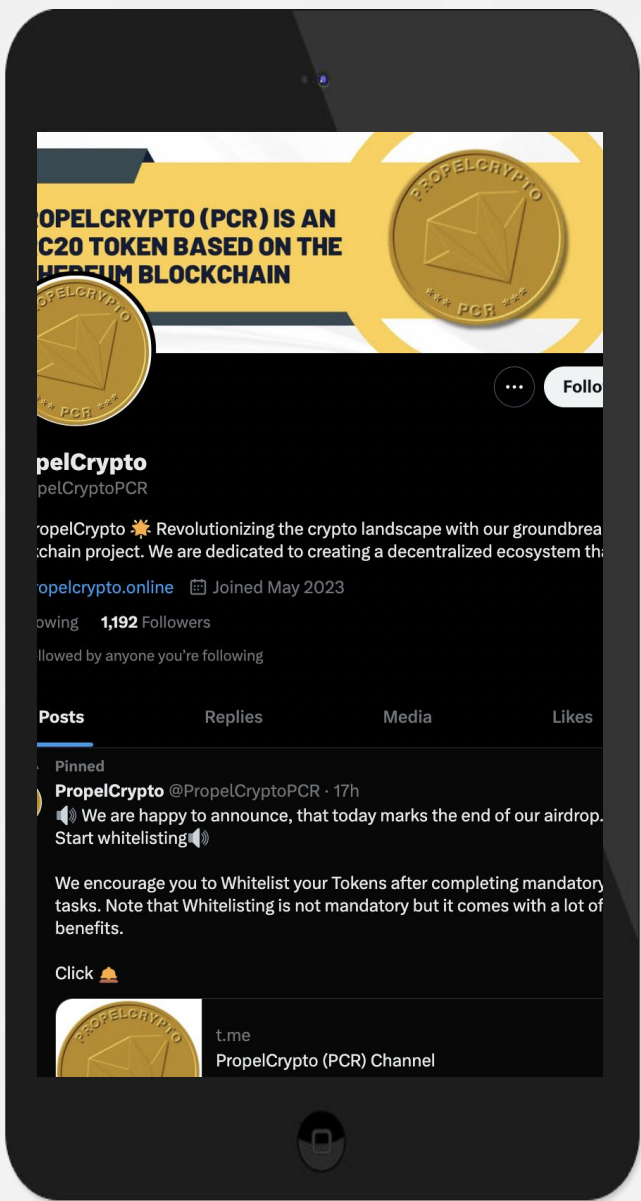 OPELCRYPTO (PCR) IS AN
C20 TOKEN BASED ON THE
HEREUM BLOCKCHAIN
PROPELCRYPTO
*** PCR ***
PROPELCRYPTO
PCR ***
Follo
pelCrypto
pelCryptoPCR
ropelCrypto 🌟 Revolutionizing the crypto landscape with our groundbrea
chain project. We are dedicated to creating a decentralized ecosystem tha
ropelcrypto.online Joined May 2023
owing 1,192 Followers
llowed by anyone you're following
Posts Replies Media Likes
Pinned
PropelCrypto @PropelCryptoPCR · 17h
🔊 We are happy to announce, that today marks the end of our airdrop.
Start whitelisting🔊
We encourage you to Whitelist your Tokens after completing mandatory
tasks. Note that Whitelisting is not mandatory but it comes with a lot of
benefits.
Click 🛎️
PROPELCRYPTO
t.me
PropelCrypto (PCR) Channel